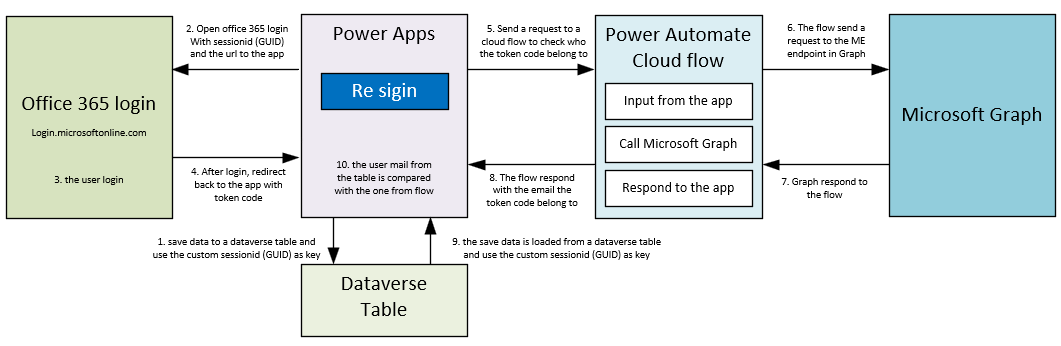 Office 365 login
Login.microsoftonline.com
3. the user login
2. Open office 365 login
With sessionid (GUID)
and the url to the app
4. After login, redirect
back to the app with
token code
Power Apps
Re sigin
10. the user mail from
the table is compared
with the one from flow
1. save data to a dataverse table and
use the custom sessionid (GUID) as key
9. the save data is loaded from a dataverse table
and use the custom sessionid (GUID) as key
Dataverse
Table
5. Send a request to a
cloud flow to check who
the token code belong to
8. The flow respond
with the email the
token code belong to
Power Automate
Cloud flow
Input from the app
Call Microsoft Graph
Respond to the app
6. The flow send a
request to the ME
endpoint in Graph
7. Graph respond to
the flow
Microsoft Graph